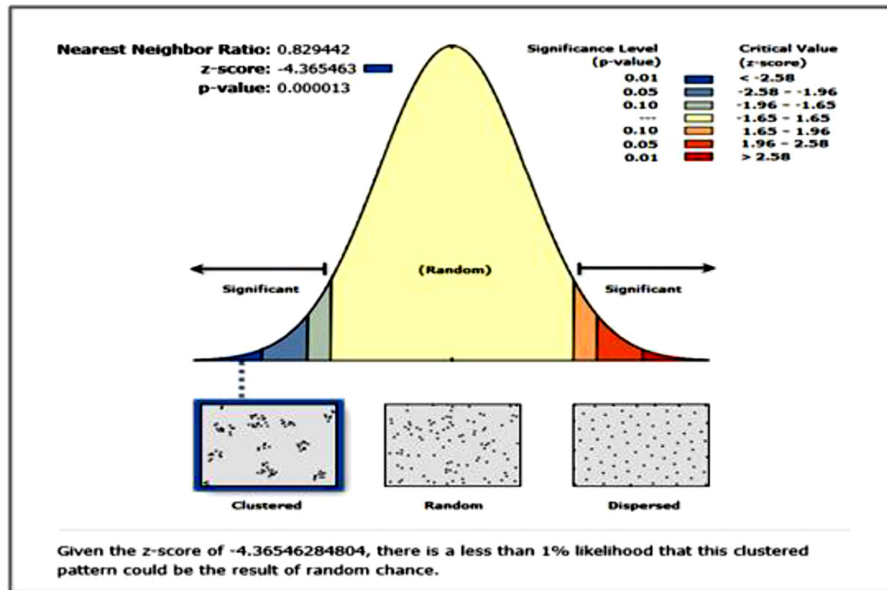 Nearest Neighbor Ratio: 0.829442
z-score: -4.365463
p-value: 0.000013
Significance Level
(p-value)
Critical Value
(z-score)
0.01 < -2.58
0.05 -2.58 - -1.96
0.10 -1.96 - -1.65
--- -1.65 - 1.65
0.10 1.65 - 1.96
0.05 1.96 - 2.58
0.01 > 2.58
(Random)
Significant
Significant
Clustered
Random
Dispersed
Given the z-score of -4.36546284804, there is a less than 1% likelihood that this clustered
pattern could be the result of random chance.